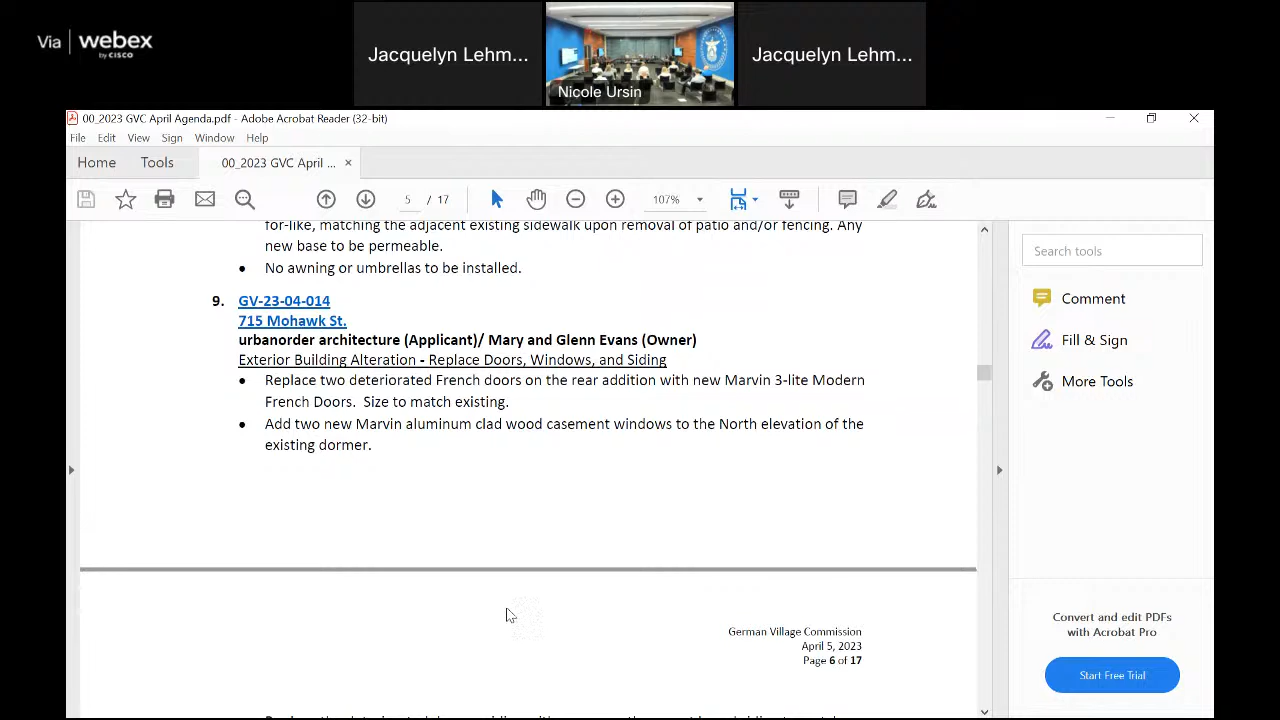 Via webex
by CISCO
Jacquelyn Lehm...
Nicole Ursin
Jacquelyn Lehm...
00_2023 GVC April Agenda.pdf - Adobe Acrobat Reader (32-bit)
File Edit View Sign Window Help
Home Tools 00_2023 GVC April ... ×
5 / 17 107%
for-like, matching the adjacent existing sidewalk upon removal of patio and/or fencing. Any
new base to be permeable.
• No awning or umbrellas to be installed.
9. GV-23-04-014
715 Mohawk St.
urbanorder architecture (Applicant)/ Mary and Glenn Evans (Owner)
Exterior Building Alteration - Replace Doors, Windows, and Siding
• Replace two deteriorated French doors on the rear addition with new Marvin 3-lite Modern
French Doors. Size to match existing.
• Add two new Marvin aluminum clad wood casement windows to the North elevation of the
existing dormer.
German Village Commission
April 5, 2023
Page 6 of 17
Search tools
Comment
Fill & Sign
More Tools
Convert and edit PDFs
with Acrobat Pro
Start Free Trial